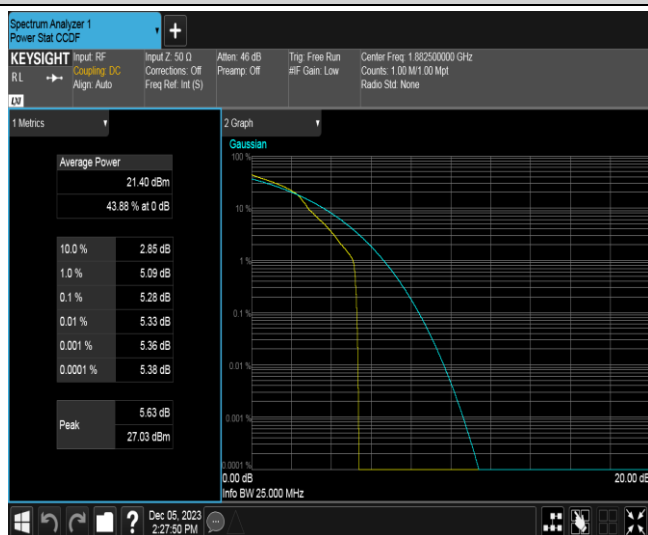 Spectrum Analyzer 1
Power Stat CCDF
+
KEYSIGHT
RL
LXI
Input: RF
Coupling: DC
Align: Auto
Input Z: 50 Ω
Corrections: Off
Freq Ref: Int (S)
Atten: 46 dB
Preamp: Off
Trig: Free Run
#IF Gain: Low
Center Freq: 1.882500000 GHz
Counts: 1.00 M/1.00 Mpt
Radio Std: None
1 Metrics
Average Power
21.40 dBm
43.88 % at 0 dB
10.0 % 2.85 dB
1.0 % 5.09 dB
0.1 % 5.28 dB
0.01 % 5.33 dB
0.001 % 5.36 dB
0.0001 % 5.38 dB
Peak
5.63 dB
27.03 dBm
2 Graph
Gaussian
100 %
10 %
1 %
0.1 %
0.01 %
0.001 %
0.0001 %
0.00 dB
20.00 dB
Info BW 25.000 MHz
?
Dec 05, 2023
2:27:50 PM